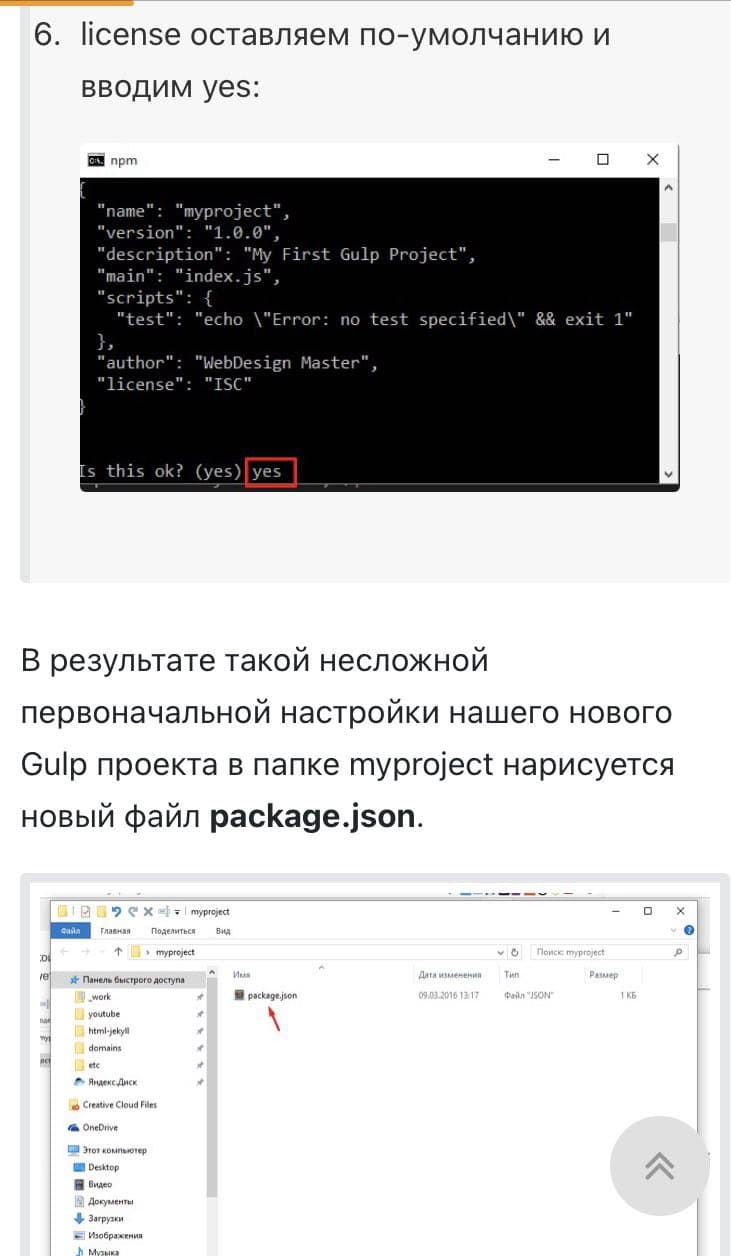 6. license оставляем по-умолчанию и
вводим yes:
npm
{
"name": "myproject",
"version": "1.0.0",
"description": "My First Gulp Project",
"main": "index.js",
"scripts": {
"test": "echo \"Error: no test specified\" && exit 1"
},
"author": "WebDesign Master",
"license": "ISC"
}
Is this ok? (yes) yes
В результате такой несложной
первоначальной настройки нашего нового
Gulp проекта в папке myproject нарисуется
новый файл package.json.
myproject
Файл Главная Поделиться Вид
myproject Поиск: myproject
Панель быстрого доступа Имя Дата изменения Тип Размер
_work package.json 09.03.2016 13:17 Файл "JSON" 1 КБ
youtube
html-jekyll
domains
etc
Яндекс.Диск
Creative Cloud Files
OneDrive
Этот компьютер
Desktop
Видео
Документы
Загрузки
Изображения
Музыка